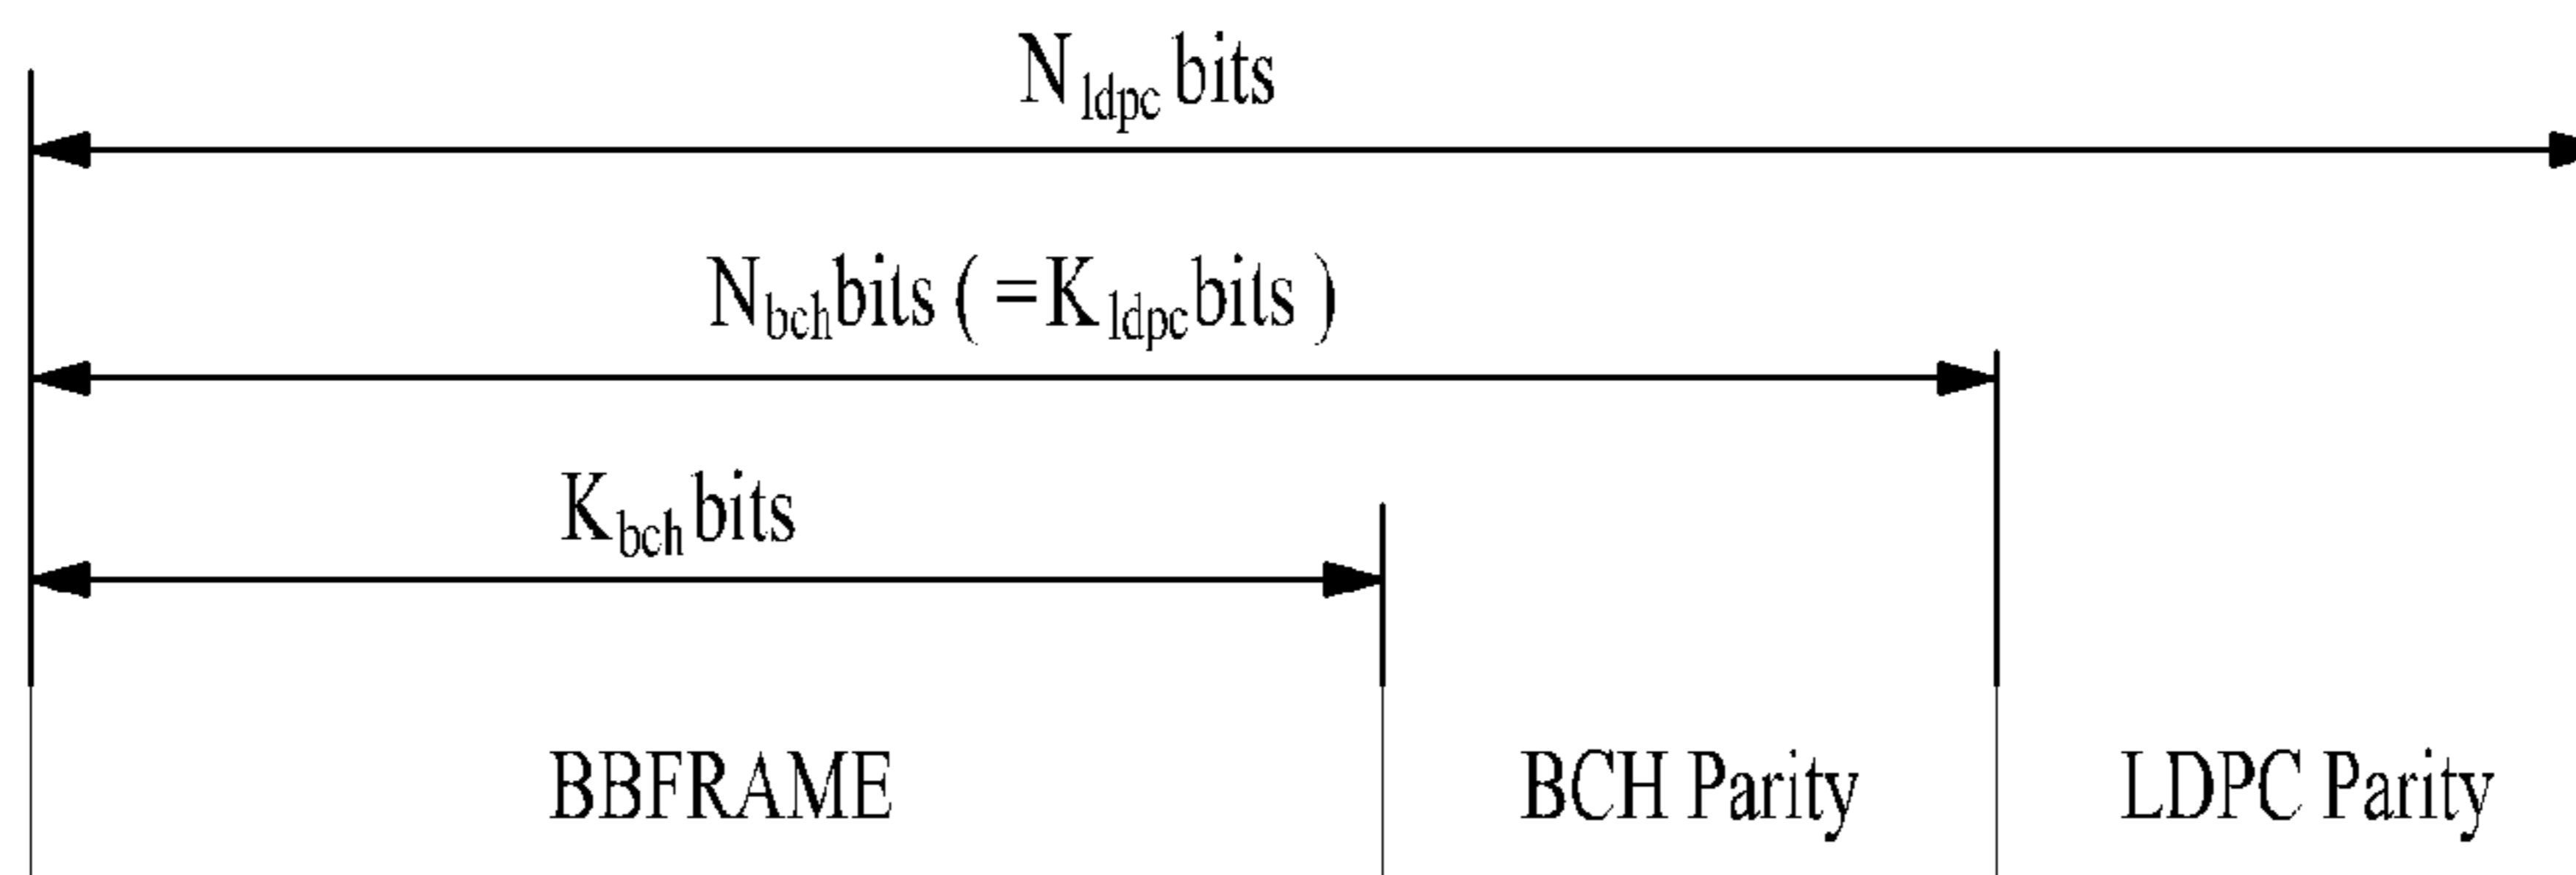 N ldpc bits
N bch bits ( = K ldpc bits )
K bch bits
BBFRAME BCH Parity LDPC Parity